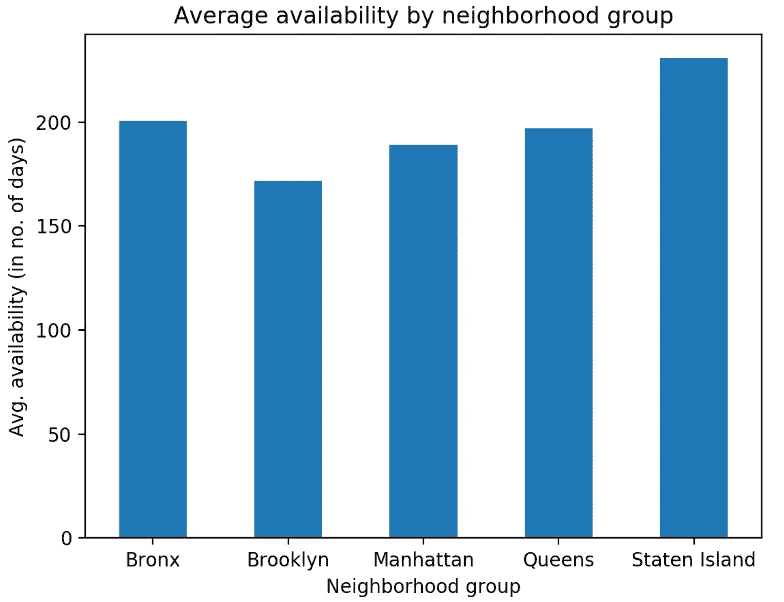 Average availability by neighborhood group
Avg. availability (in no. of days)
200
150
100
50
0
Bronx Brooklyn Manhattan Queens Staten Island
Neighborhood group